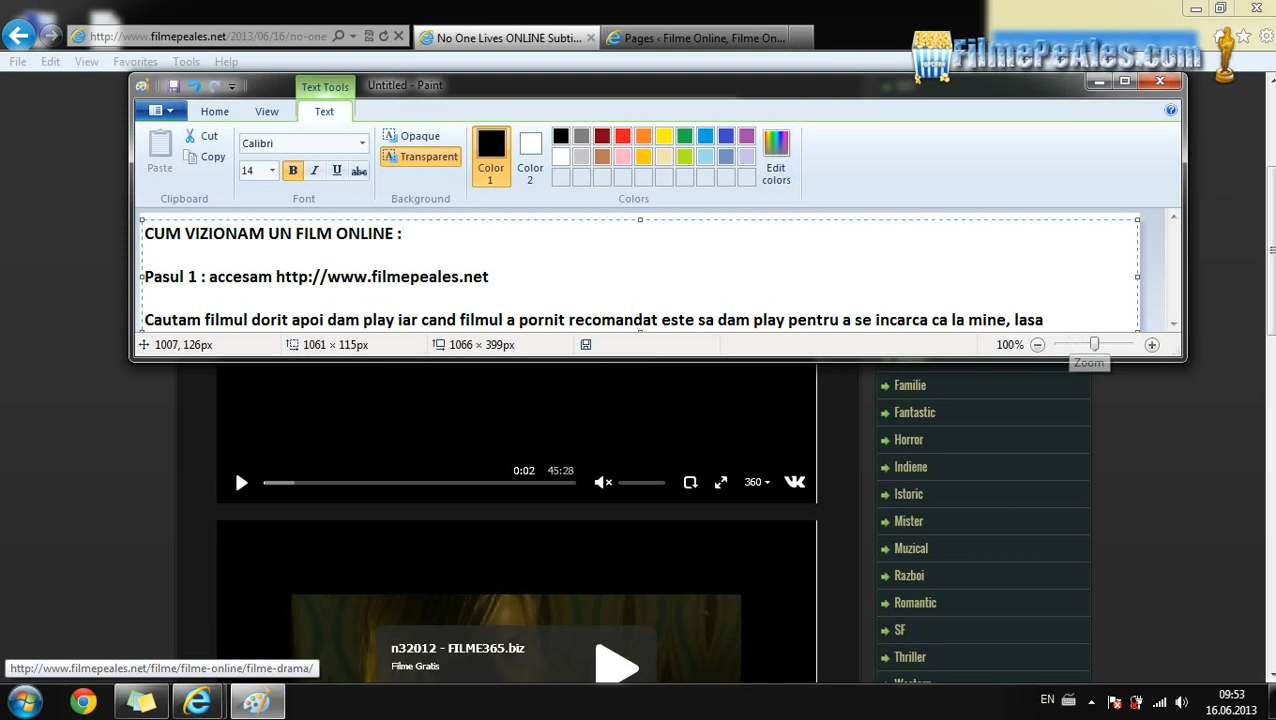 http://www.filmepeales.net/2013/06/16/no-one
No One Lives ONLINE Subti...
Pages ‹ Filme Online, Filme On...
FilmePeAles.com
File Edit View Favorites Tools Help
Text Tools
Untitled - Paint
Home View Text
Paste
Cut
Copy
Clipboard
Calibri
14
B I U abc
Font
Opaque
Transparent
Background
Color 1
Color 2
Edit colors
Colors
CUM VIZIONAM UN FILM ONLINE :
Pasul 1 : accesam http://www.filmepeales.net
Cautam filmul dorit apoi dam play iar cand filmul a pornit recomandat este sa dam play pentru a se incarca ca la mine, lasa
1007, 126px
1061 × 115px
1066 × 399px
100%
Zoom
Familie
Fantastic
Horror
Indiene
Istoric
Mister
Muzical
Razboi
Romantic
SF
Thriller
0:02 45:28
360
n32012 - FILME365.biz
Filme Gratis
http://www.filmepeales.net/filme/filme-online/filme-drama/
EN
09:53
16.06.2013